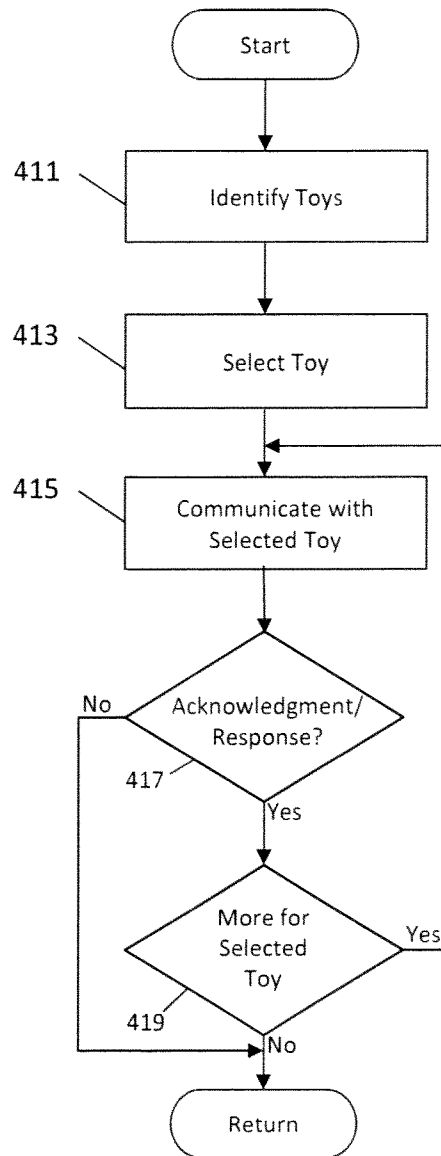 Start
411
Identify Toys
413
Select Toy
415
Communicate with
Selected Toy
No
Acknowledgment/
Response?
417
Yes
More for
Selected
Toy
Yes
419
No
Return